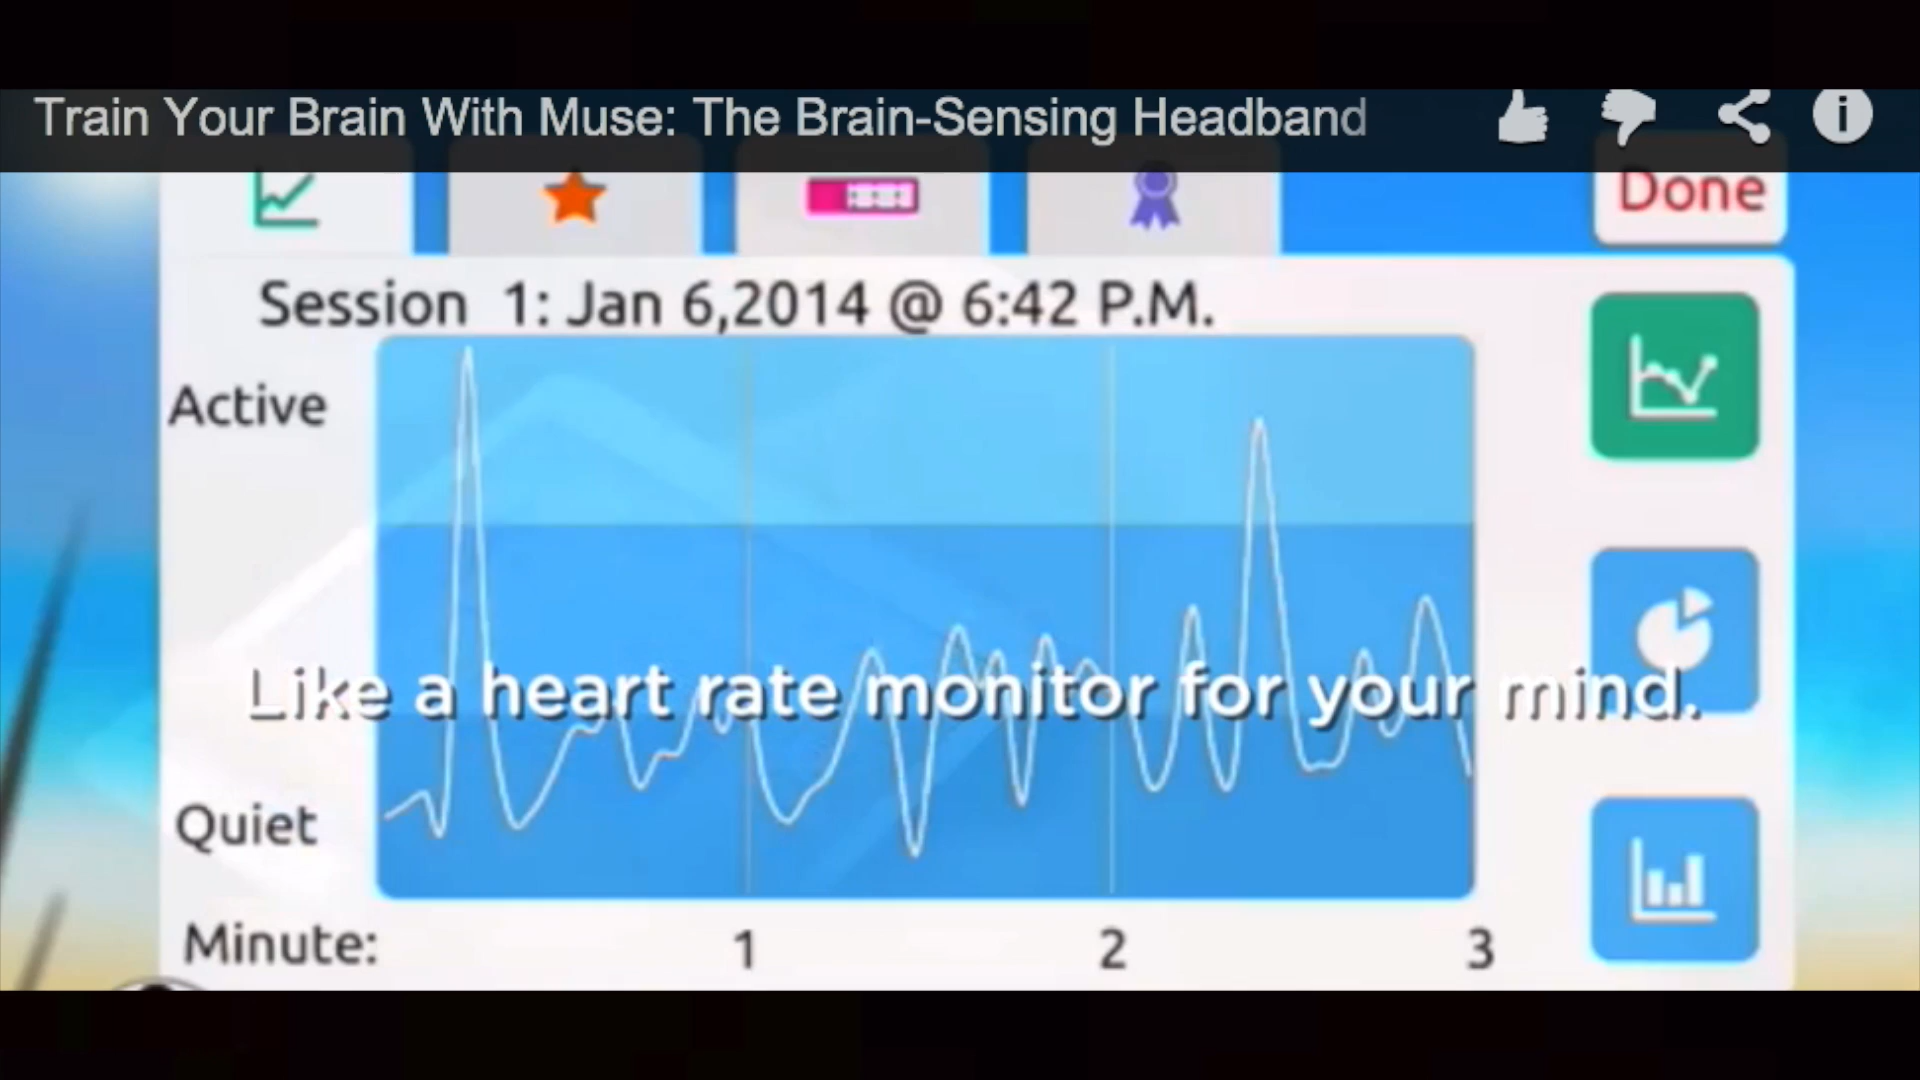 Train Your Brain With Muse: The Brain-Sensing Headband
Done
Session 1: Jan 6,2014 @ 6:42 P.M.
Active
Like a heart rate monitor for your mind.
Quiet
Minute: 1 2 3